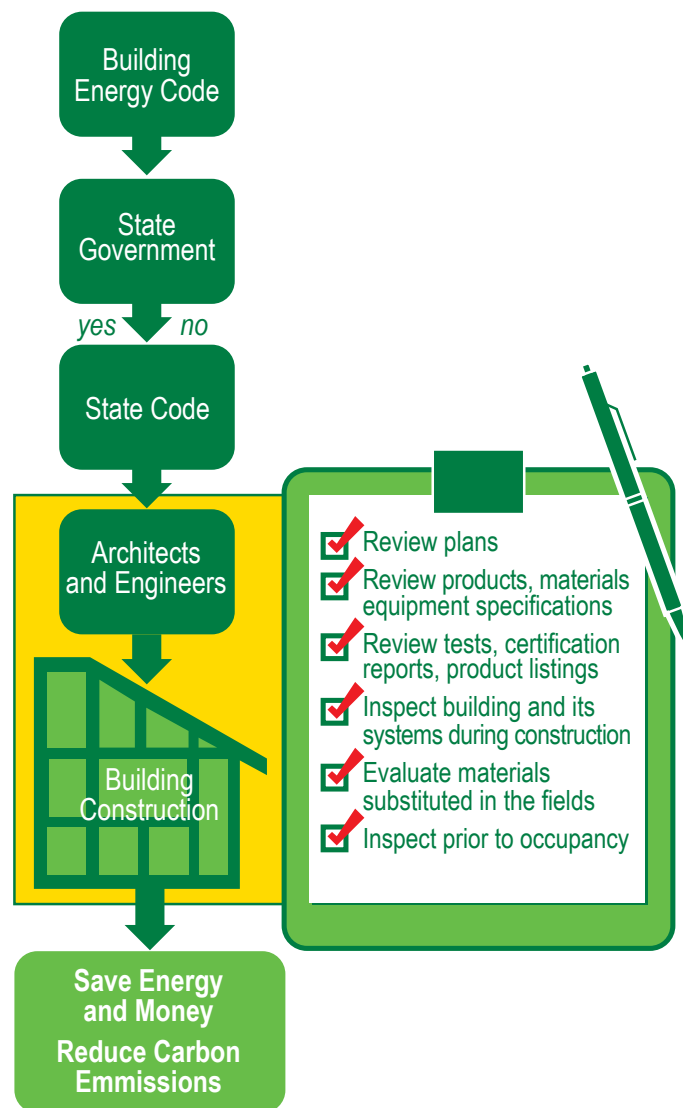 Building
Energy Code
State
Government
yes no
State Code
Architects
and Engineers
Building
Construction
Save Energy
and Money
Reduce Carbon
Emmissions
Review plans
Review products, materials
equipment specifications
Review tests, certification
reports, product listings
Inspect building and its
systems during construction
Evaluate materials
substituted in the fields
Inspect prior to occupancy